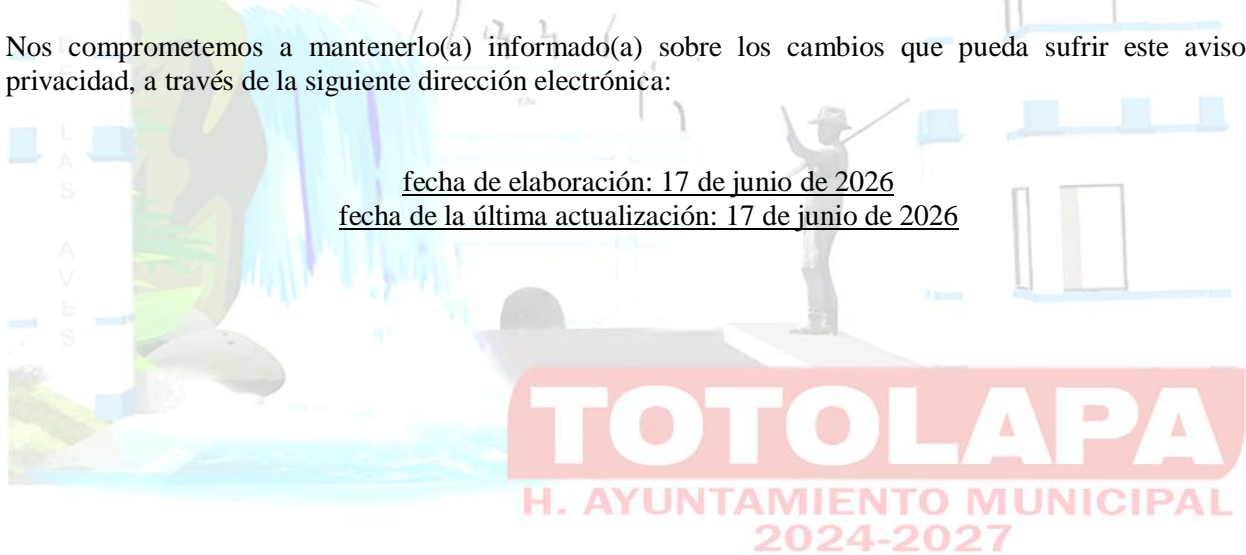 Nos comprometemos a mantenerlo(a) informado(a) sobre los cambios que pueda sufrir este aviso
privacidad, a través de la siguiente dirección electrónica:
fecha de elaboración: 17 de junio de 2026
fecha de la última actualización: 17 de junio de 2026
LAS AVES
TOTOLAPA
H. AYUNTAMIENTO MUNICIPAL
2024-2027